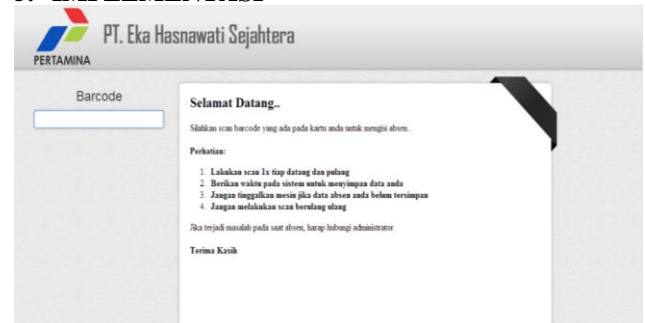 PT. Eka Hasnawati Sejahtera
PERTAMINA
Barcode
Selamat Datang..
Silahkan scan barcode yang ada pada kartu anda untuk mengisi absen.
Perhatian:
1. Lakukan scan 1x tiap datang dan pulang
2. Berikan waktu pada sistem untuk menyimpan data anda
3. Jangan tinggalkan mesin jika data absen anda belum tersimpan
4. Jangan melakukan scan berulang ulang
Jika terjadi masalah pada saat absen, harap hubungi administrator
Terima Kasih